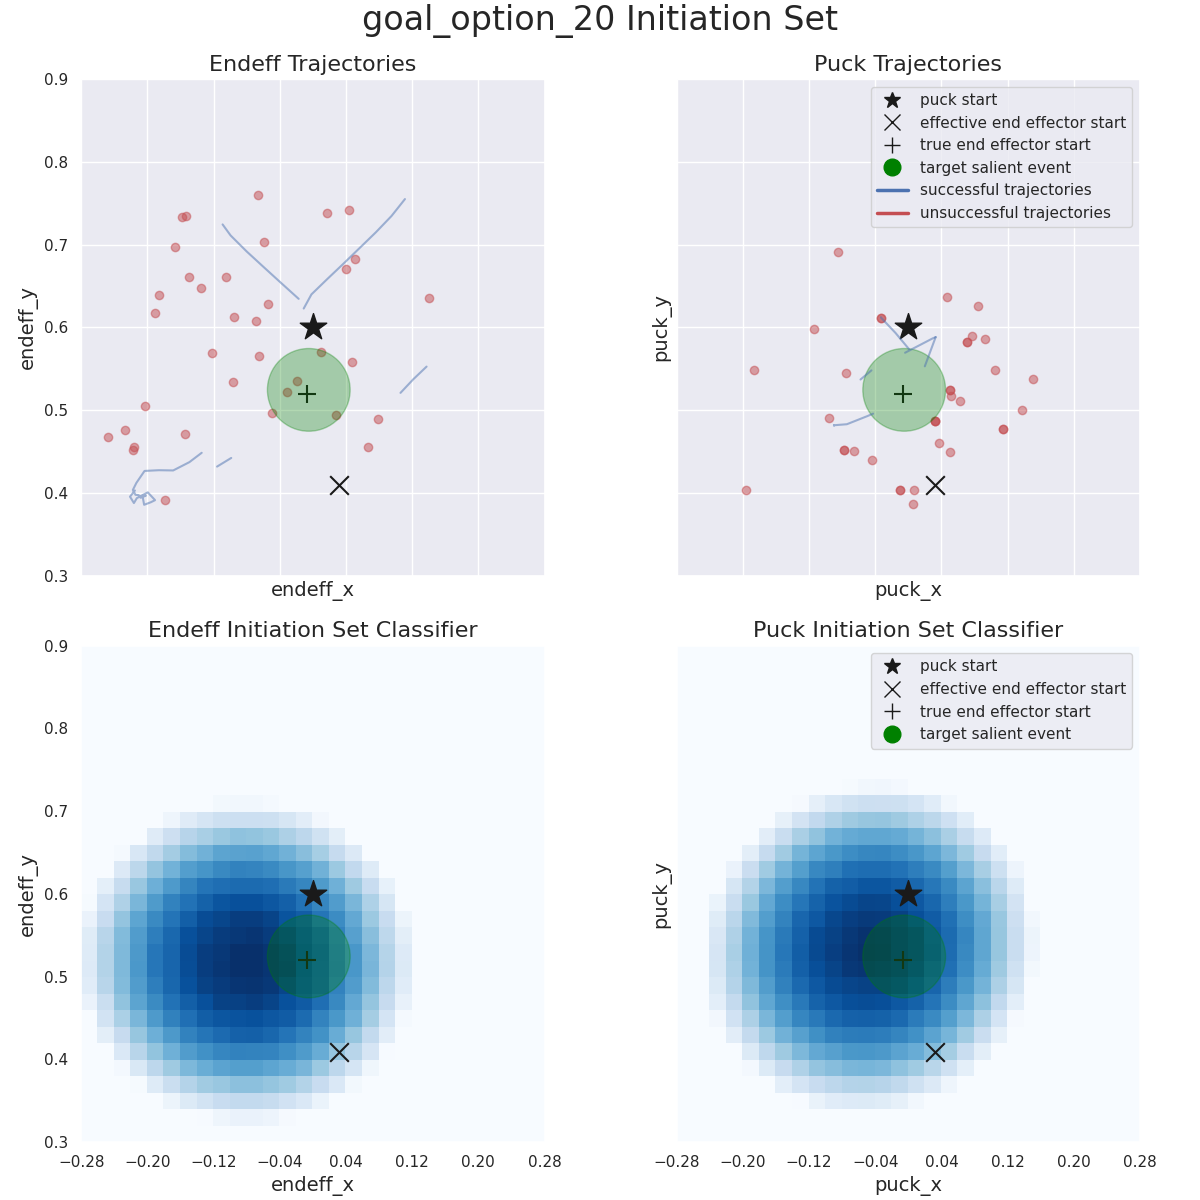 goal_option_20 Initiation Set
Endeff Trajectories
0.9
0.8
0.7
0.6
0.5
0.4
0.3
endeff_y
endeff_x
Puck Trajectories
puck start
effective end effector start
true end effector start
target salient event
successful trajectories
unsuccessful trajectories
puck_y
puck_x
Endeff Initiation Set Classifier
0.9
0.8
0.7
0.6
0.5
0.4
0.3
endeff_y
−0.28 −0.20 −0.12 −0.04 0.04 0.12 0.20 0.28
endeff_x
Puck Initiation Set Classifier
puck start
effective end effector start
true end effector start
target salient event
puck_y
−0.28 −0.20 −0.12 −0.04 0.04 0.12 0.20 0.28
puck_x